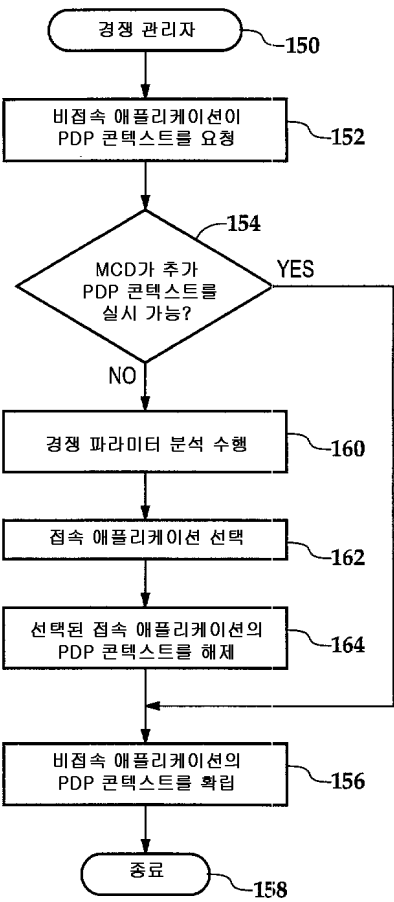 경쟁 관리자
150
비접속 애플리케이션이
PDP 콘텍스트를 요청
152
154
MCD가 추가
PDP 콘텍스트를
실시 가능?
YES
NO
경쟁 파라미터 분석 수행
160
접속 애플리케이션 선택
162
선택된 접속 애플리케이션의
PDP 콘텍스트를 해제
164
비접속 애플리케이션의
PDP 콘텍스트를 확립
156
종료
158